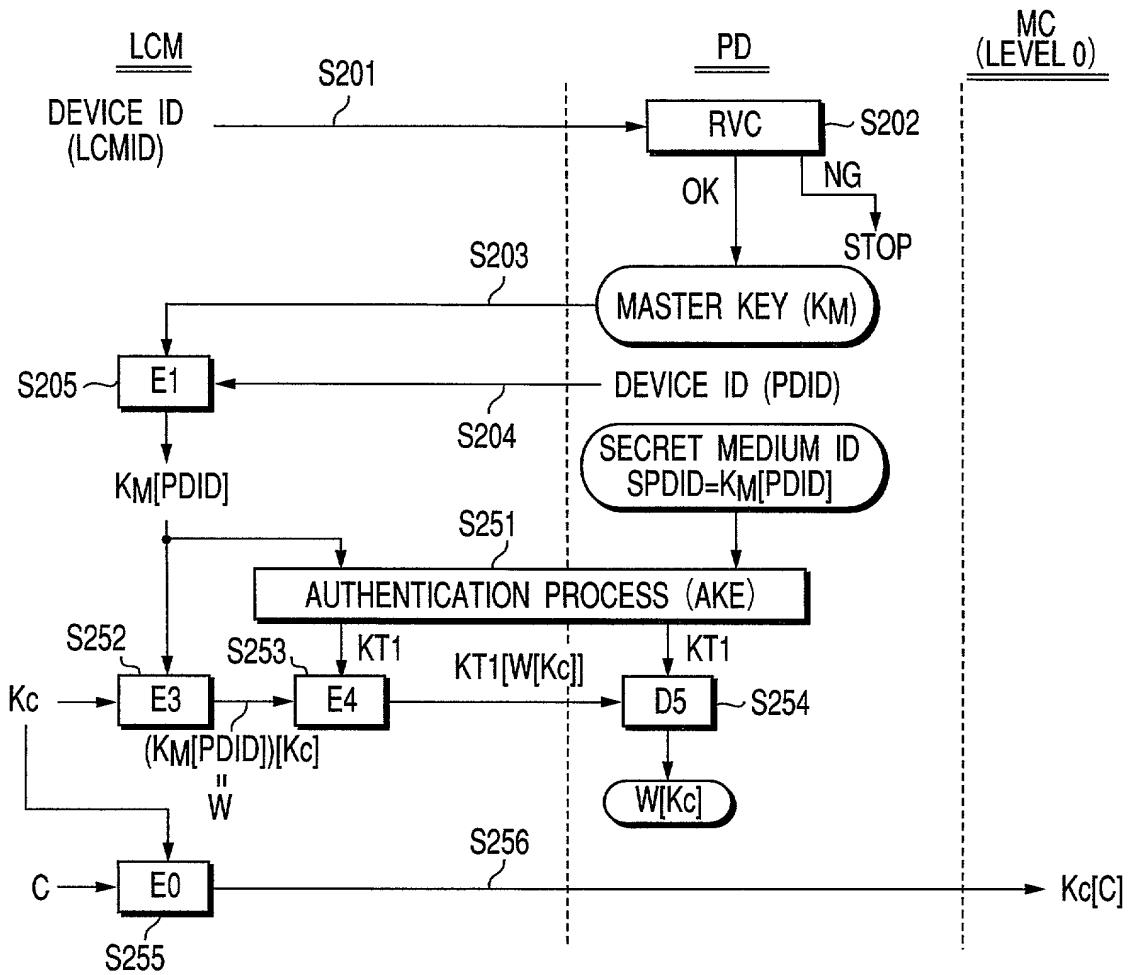 LCM
PD
MC
(LEVEL 0)
S201
DEVICE ID
(LCMID)
RVC
S202
OK
NG
STOP
S203
MASTER KEY (KM)
S205
E1
DEVICE ID (PDID)
S204
KM[PDID]
SECRET MEDIUM ID
SPDID=KM[PDID]
S251
AUTHENTICATION PROCESS (AKE)
S252
S253
KT1
KT1[W[Kc]]
KT1
Kc
E3
E4
D5
S254
(KM[PDID])[Kc]
=
W
W[Kc]
S256
C
E0
Kc[C]
S255